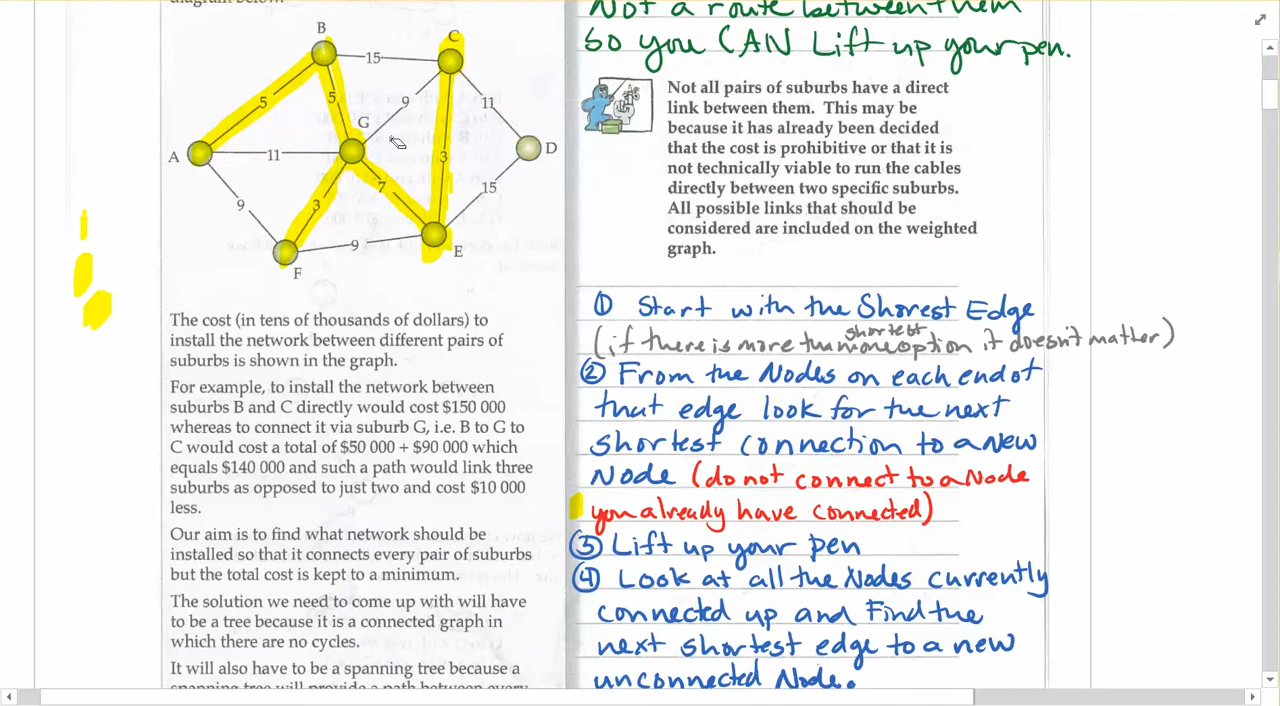 diagram below.
B
C
15
5
5
9
11
G
A
11
3
D
7
15
9
3
9
E
F
The cost (in tens of thousands of dollars) to
install the network between different pairs of
suburbs is shown in the graph.
For example, to install the network between
suburbs B and C directly would cost $150 000
whereas to connect it via suburb G, i.e. B to G to
C would cost a total of $50 000 + $90 000 which
equals $140 000 and such a path would link three
suburbs as opposed to just two and cost $10 000
less.
Our aim is to find what network should be
installed so that it connects every pair of suburbs
but the total cost is kept to a minimum.
The solution we need to come up with will have
to be a tree because it is a connected graph in
which there are no cycles.
It will also have to be a spanning tree because a
spanning tree will provide a path between every
Not a route between them
so you CAN Lift up your pen.
Not all pairs of suburbs have a direct
link between them. This may be
because it has already been decided
that the cost is prohibitive or that it is
not technically viable to run the cables
directly between two specific suburbs.
All possible links that should be
considered are included on the weighted
graph.
① Start with the Shorest Edge
(if there is more than one shortest option it doesn't matter)
② From the Nodes on each end of
that edge look for the next
shortest connection to a New
Node (do not connect to a Node
you already have connected)
③ Lift up your pen
④ Look at all the Nodes currently
connected up and Find the
next shortest edge to a new
unconnected Node.